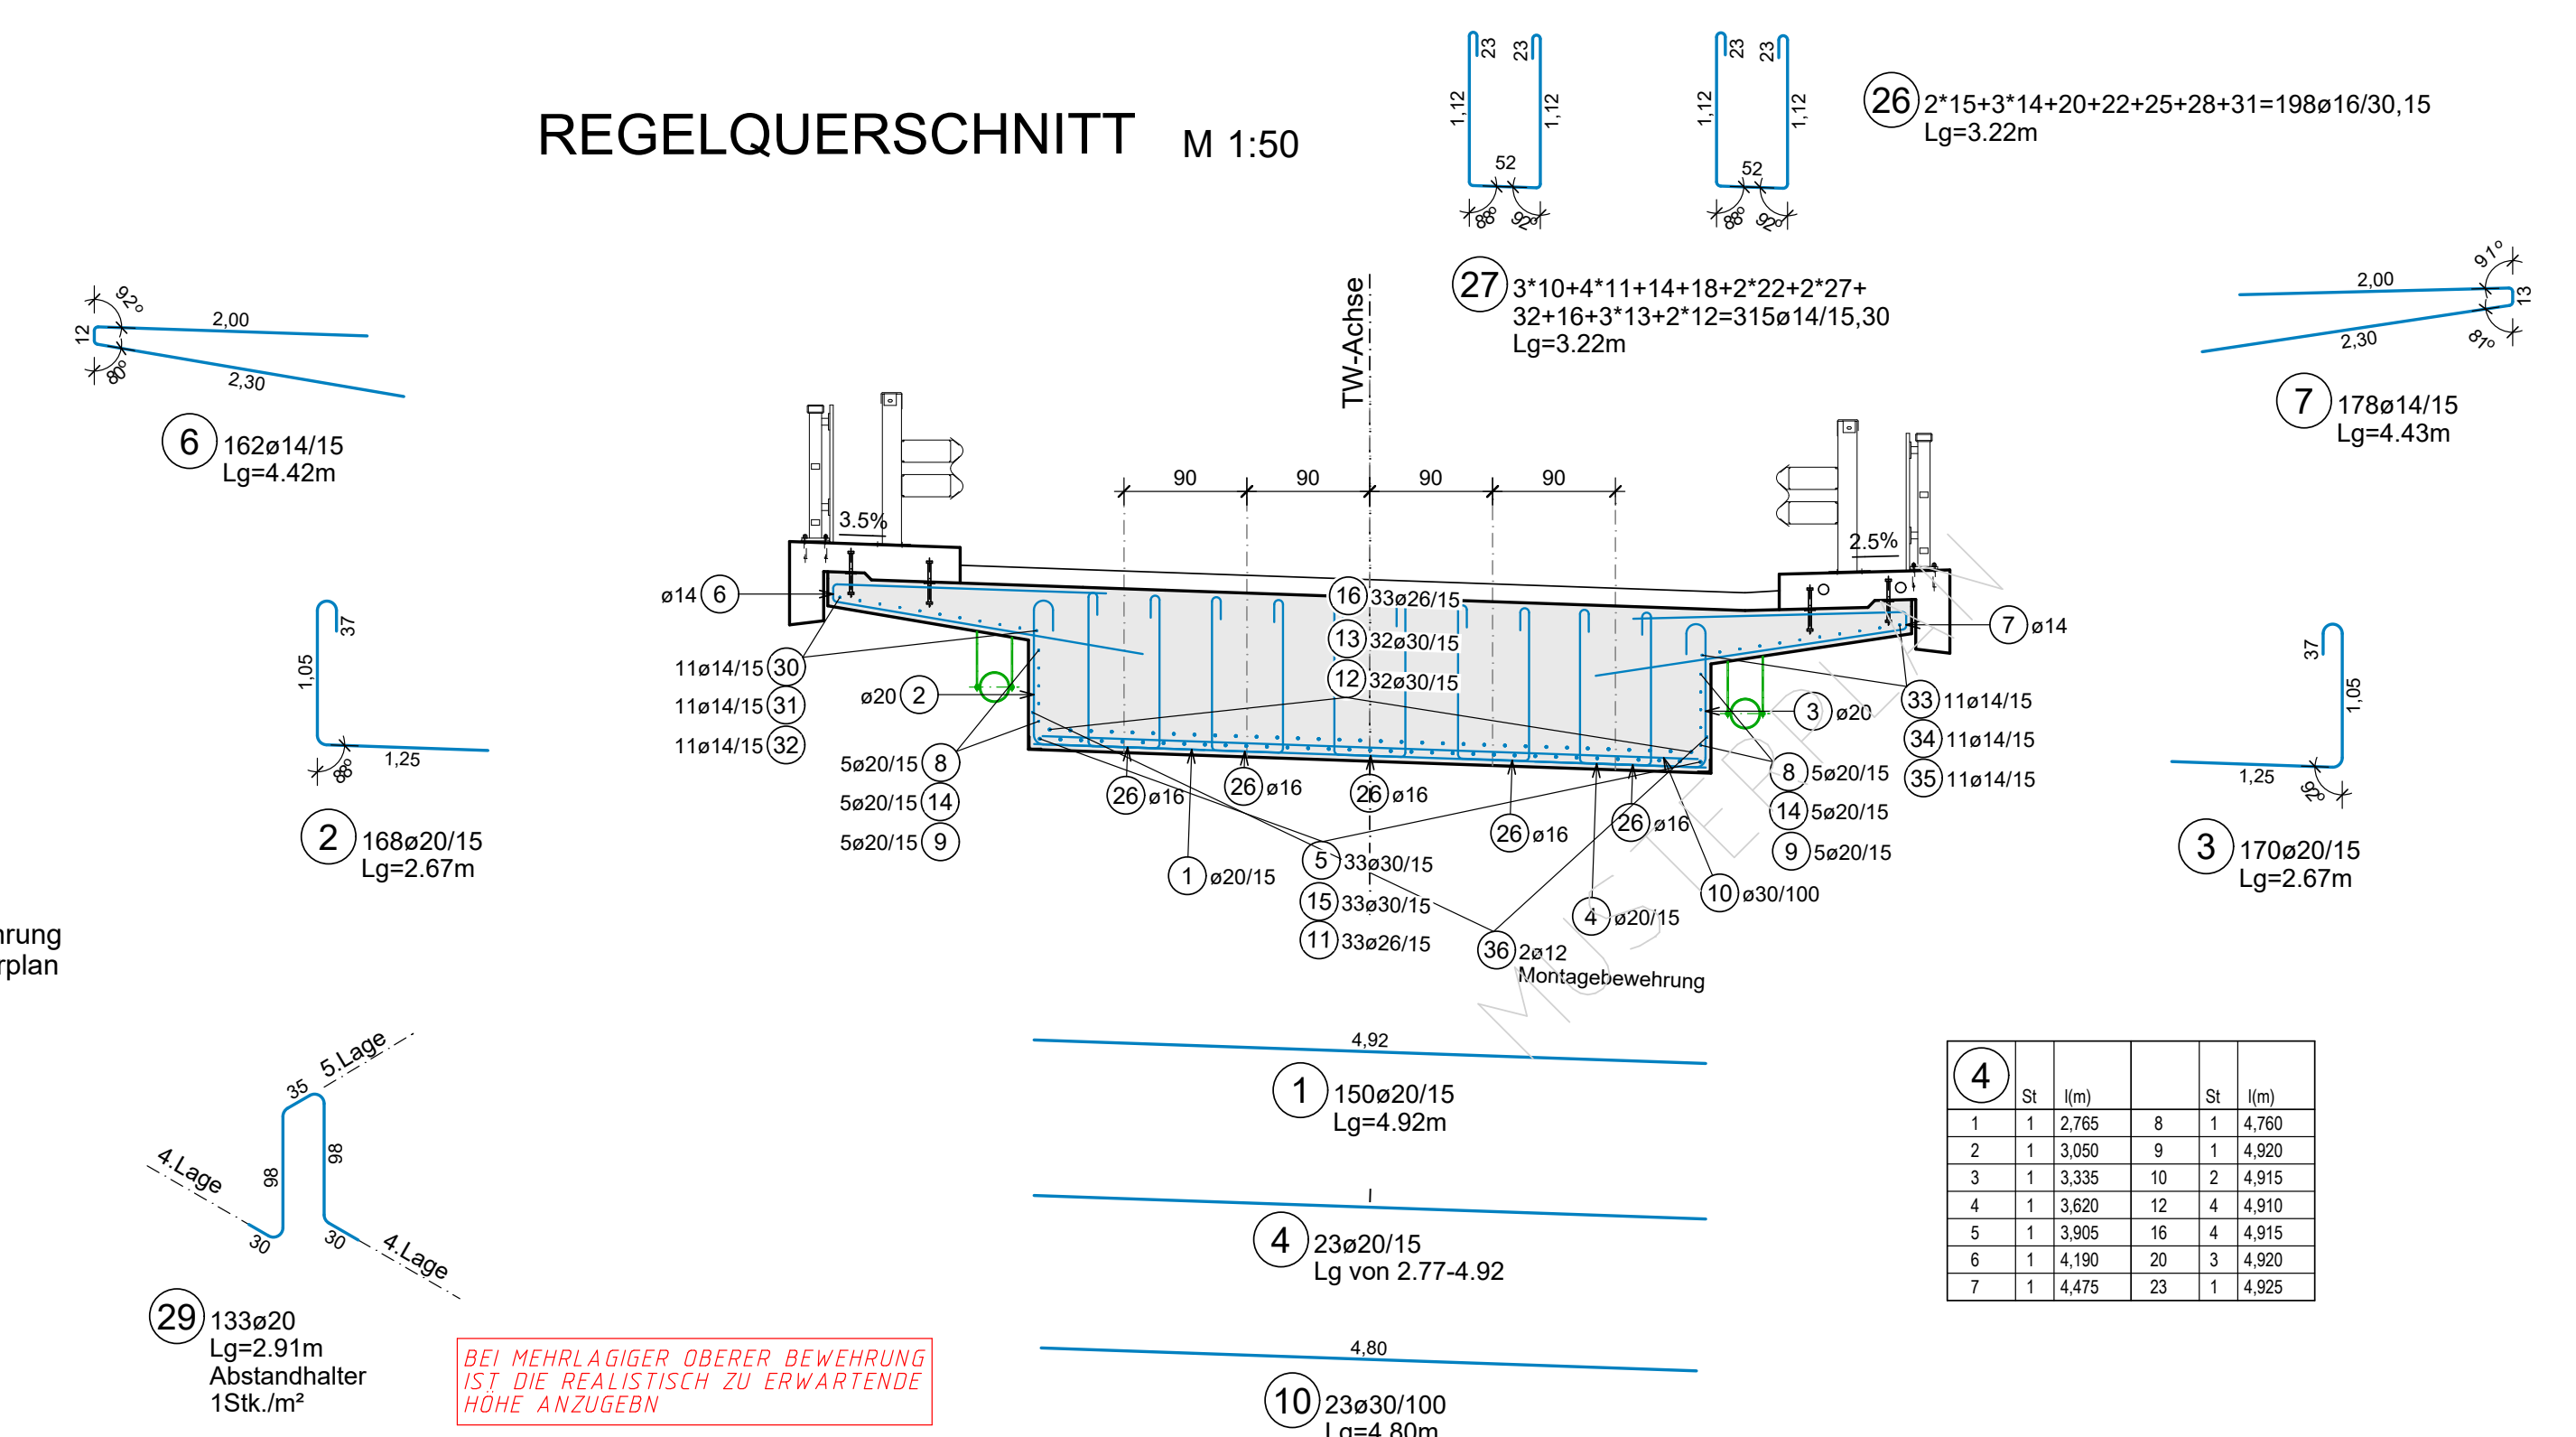 REGELQUERSCHNITT M 1:50
23
23
1,12
1,12
52
88°
92°
23
23
1,12
1,12
52
88°
92°
26 2*15+3*14+20+22+25+28+31=198ø16/30,15
Lg=3.22m
27 3*10+4*11+14+18+2*22+2*27+
32+16+3*13+2*12=315ø14/15,30
Lg=3.22m
92°
12
80°
2,00
2,30
6 162ø14/15
Lg=4.42m
91°
13
81°
2,00
2,30
7 178ø14/15
Lg=4.43m
TW-Achse
90
90
90
90
3.5%
2.5%
ø14 6
7 ø14
16 33ø26/15
13 32ø30/15
12 32ø30/15
11ø14/15 30
11ø14/15 31
11ø14/15 32
ø20 2
3 ø20
33 11ø14/15
34 11ø14/15
35 11ø14/15
5ø20/15 8
5ø20/15 14
5ø20/15 9
8 5ø20/15
14 5ø20/15
9 5ø20/15
26 ø16
26 ø16
26 ø16
26 ø16
26 ø16
1 ø20/15
5 33ø30/15
15 33ø30/15
11 33ø26/15
4 ø20/15
10 ø30/100
36 2ø12
Montagebewehrung
MUSTERPLAN
37
1,05
88°
1,25
2 168ø20/15
Lg=2.67m
37
1,05
1,25
92°
3 170ø20/15
Lg=2.67m
hrung
rplan
5.Lage
35
98
98
4.Lage
30
30
4.Lage
29 133ø20
Lg=2.91m
Abstandhalter
1Stk./m²
BEI MEHRLAGIGER OBERER BEWEHRUNG
IST DIE REALISTISCH ZU ERWARTENDE
HÖHE ANZUGEBN
4,92
1 150ø20/15
Lg=4.92m
4 23ø20/15
Lg von 2.77-4.92
4,80
10 23ø30/100
Lg=4.80m
4 St l(m) St l(m)
1 1 2,765 8 1 4,760
2 1 3,050 9 1 4,920
3 1 3,335 10 2 4,915
4 1 3,620 12 4 4,910
5 1 3,905 16 4 4,915
6 1 4,190 20 3 4,920
7 1 4,475 23 1 4,925